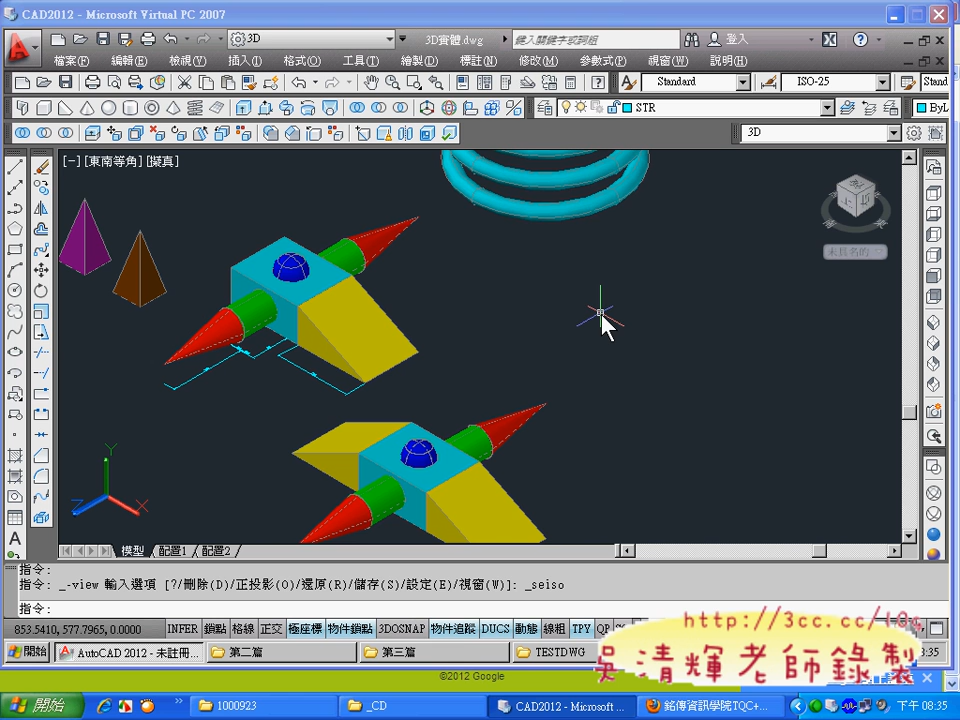 CAD2012 - Microsoft Virtual PC 2007
3D
3D實體.dwg
鍵入關鍵字或詞組
登入
檔案(F) 編輯(E) 檢視(V) 插入(I) 格式(O) 工具(T) 繪製(D) 標註(N) 修改(M) 參數式(P) 視窗(W) 說明(H)
Standard
ISO-25
Stand
STR
ByL
3D
[-] [東南等角] [擬真]
未具名的
Y
Z
X
模型 配置1 配置2
指令:
指令: _-view 輸入選項 [?/刪除(D)/正投影(O)/還原(R)/儲存(S)/設定(E)/視窗(W)]: _seiso
指令:
853.5410, 577.7965, 0.0000
INFER 鎖點 格線 正交 極座標 物件鎖點 3DOSNAP 物件追蹤 DUCS 動態 線粗 TPY QP
http://3cc.cc/10q
吳清輝老師錄製
開始
AutoCAD 2012 - 未註冊...
第二篇
第三篇
TESTDWG
3:35
©2012 Google
開始
1000923
_CD
CAD2012 - Microsoft ...
銘傳資訊學院TQC+...
下午 08:35